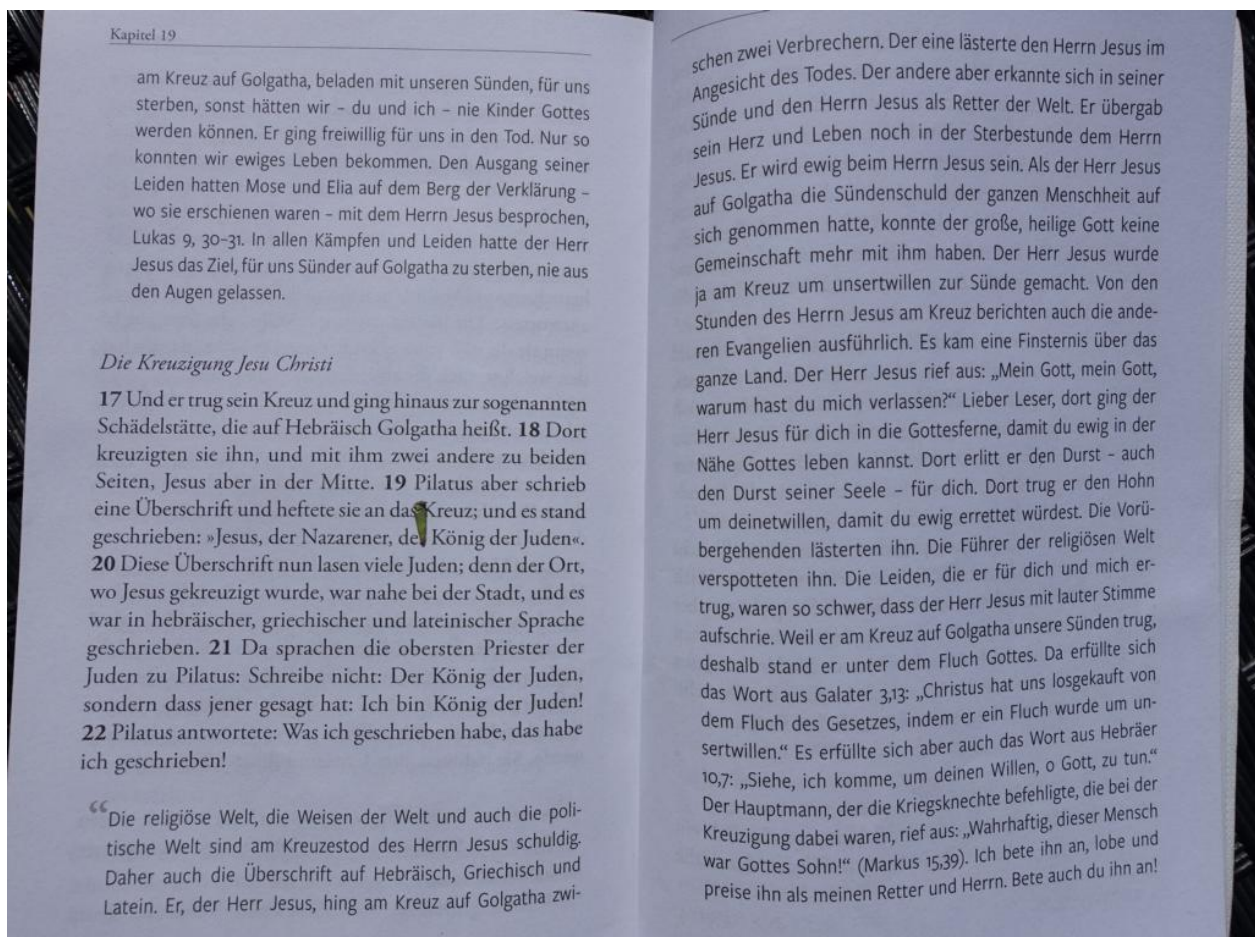 Kapitel 19
am Kreuz auf Golgatha, beladen mit unseren Sünden, für uns
sterben, sonst hätten wir – du und ich – nie Kinder Gottes
werden können. Er ging freiwillig für uns in den Tod. Nur so
konnten wir ewiges Leben bekommen. Den Ausgang seiner
Leiden hatten Mose und Elia auf dem Berg der Verklärung –
wo sie erschienen waren – mit dem Herrn Jesus besprochen,
Lukas 9, 30–31. In allen Kämpfen und Leiden hatte der Herr
Jesus das Ziel, für uns Sünder auf Golgatha zu sterben, nie aus
den Augen gelassen.
Die Kreuzigung Jesu Christi
17 Und er trug sein Kreuz und ging hinaus zur sogenannten
Schädelstätte, die auf Hebräisch Golgatha heißt. 18 Dort
kreuzigten sie ihn, und mit ihm zwei andere zu beiden
Seiten, Jesus aber in der Mitte. 19 Pilatus aber schrieb
eine Überschrift und heftete sie an das Kreuz; und es stand
geschrieben: »Jesus, der Nazarener, der König der Juden«.
20 Diese Überschrift nun lasen viele Juden; denn der Ort,
wo Jesus gekreuzigt wurde, war nahe bei der Stadt, und es
war in hebräischer, griechischer und lateinischer Sprache
geschrieben. 21 Da sprachen die obersten Priester der
Juden zu Pilatus: Schreibe nicht: Der König der Juden,
sondern dass jener gesagt hat: Ich bin König der Juden!
22 Pilatus antwortete: Was ich geschrieben habe, das habe
ich geschrieben!
“Die religiöse Welt, die Weisen der Welt und auch die poli-
tische Welt sind am Kreuzestod des Herrn Jesus schuldig.
Daher auch die Überschrift auf Hebräisch, Griechisch und
Latein. Er, der Herr Jesus, hing am Kreuz auf Golgatha zwi-
schen zwei Verbrechern. Der eine lästerte den Herrn Jesus im
Angesicht des Todes. Der andere aber erkannte sich in seiner
Sünde und den Herrn Jesus als Retter der Welt. Er übergab
sein Herz und Leben noch in der Sterbestunde dem Herrn
Jesus. Er wird ewig beim Herrn Jesus sein. Als der Herr Jesus
auf Golgatha die Sündenschuld der ganzen Menschheit auf
sich genommen hatte, konnte der große, heilige Gott keine
Gemeinschaft mehr mit ihm haben. Der Herr Jesus wurde
ja am Kreuz um unsertwillen zur Sünde gemacht. Von den
Stunden des Herrn Jesus am Kreuz berichten auch die ande-
ren Evangelien ausführlich. Es kam eine Finsternis über das
ganze Land. Der Herr Jesus rief aus: „Mein Gott, mein Gott,
warum hast du mich verlassen?“ Lieber Leser, dort ging der
Herr Jesus für dich in die Gottesferne, damit du ewig in der
Nähe Gottes leben kannst. Dort erlitt er den Durst – auch
den Durst seiner Seele – für dich. Dort trug er den Hohn
um deinetwillen, damit du ewig errettet würdest. Die Vorü-
bergehenden lästerten ihn. Die Führer der religiösen Welt
verspotteten ihn. Die Leiden, die er für dich und mich er-
trug, waren so schwer, dass der Herr Jesus mit lauter Stimme
aufschrie. Weil er am Kreuz auf Golgatha unsere Sünden trug,
deshalb stand er unter dem Fluch Gottes. Da erfüllte sich
das Wort aus Galater 3,13: „Christus hat uns losgekauft von
dem Fluch des Gesetzes, indem er ein Fluch wurde um un-
sertwillen.“ Es erfüllte sich aber auch das Wort aus Hebräer
10,7: „Siehe, ich komme, um deinen Willen, o Gott, zu tun.“
Der Hauptmann, der die Kriegsknechte befehligte, die bei der
Kreuzigung dabei waren, rief aus: „Wahrhaftig, dieser Mensch
war Gottes Sohn!“ (Markus 15,39). Ich bete ihn an, lobe und
preise ihn als meinen Retter und Herrn. Bete auch du ihn an!